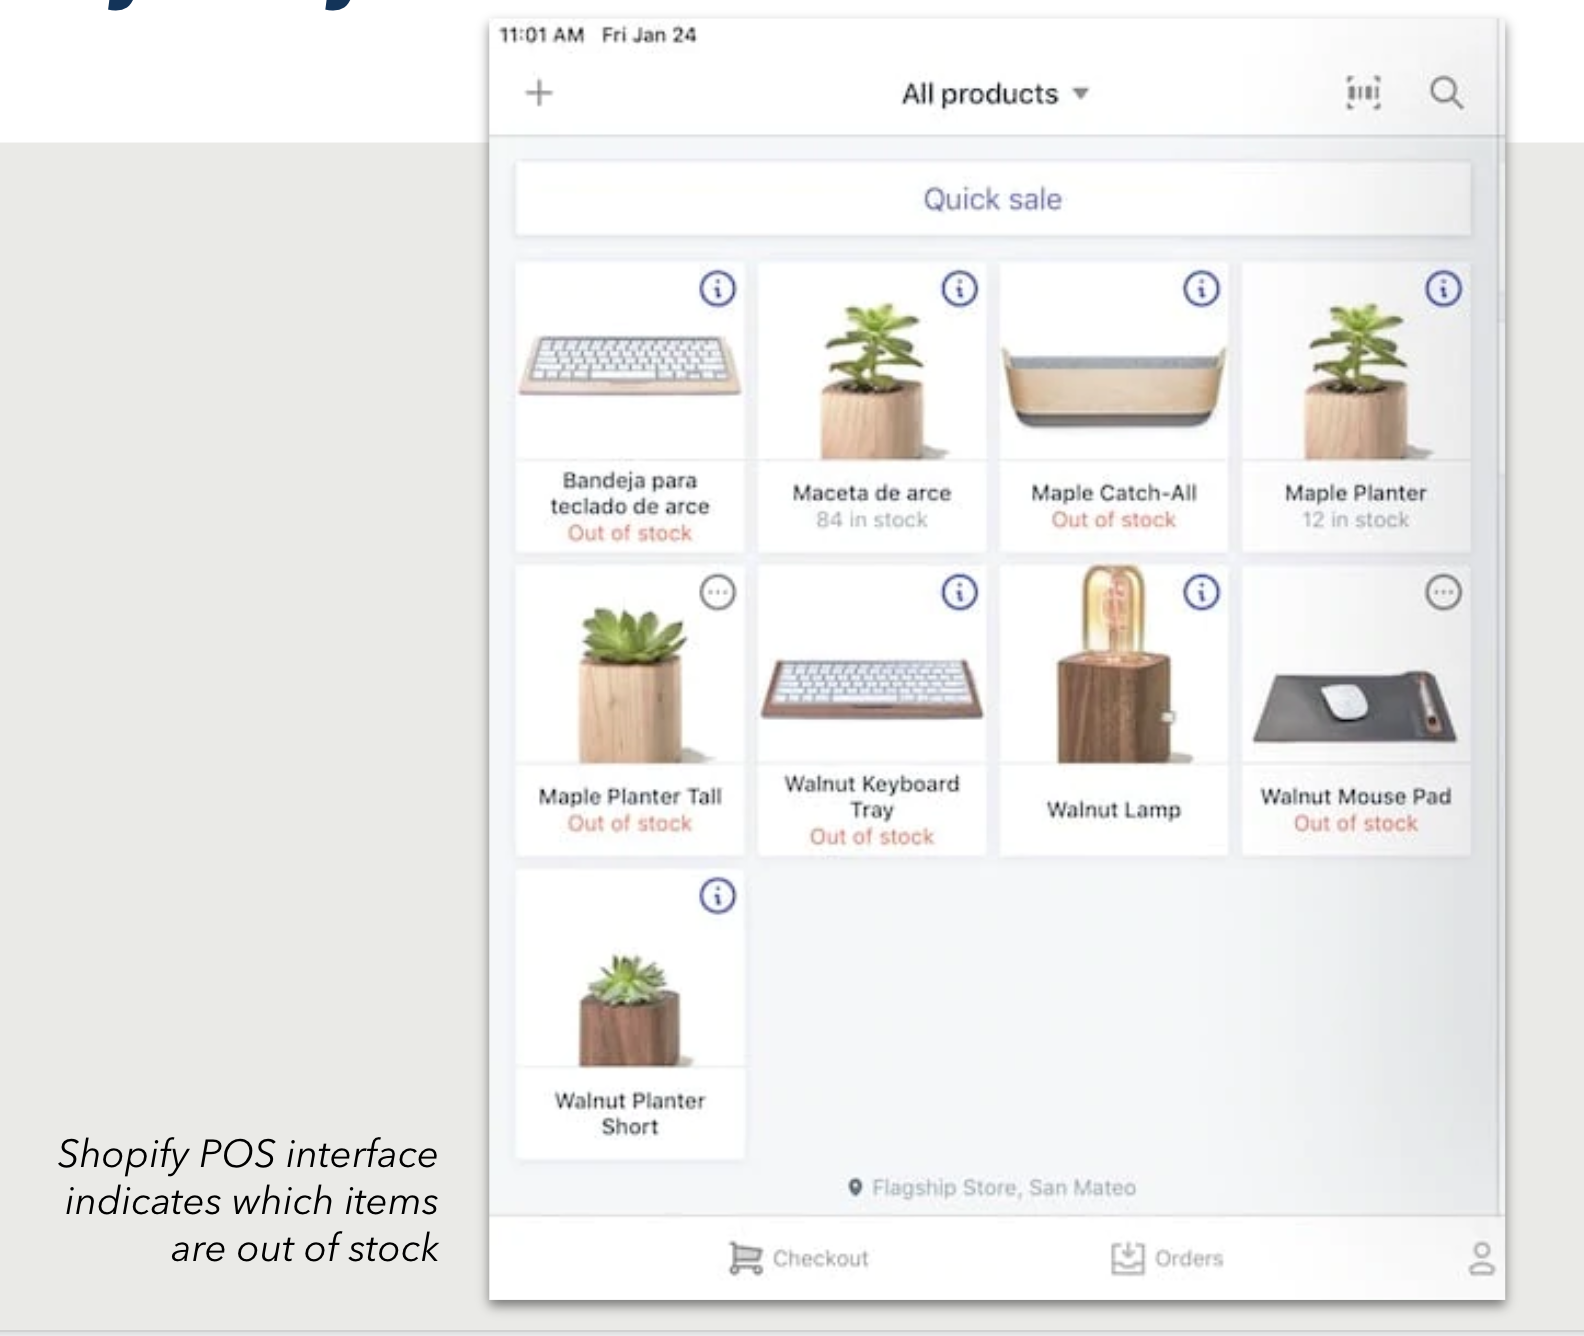 11:01 AM Fri Jan 24
All products
Quick sale
Bandeja para
teclado de arce
Out of stock
Maceta de arce
84 in stock
Maple Catch-All
Out of stock
Maple Planter
12 in stock
Maple Planter Tall
Out of stock
Walnut Keyboard
Tray
Out of stock
Walnut Lamp
Walnut Mouse Pad
Out of stock
Walnut Planter
Short
Flagship Store, San Mateo
Checkout
Orders
Shopify POS interface
indicates which items
are out of stock